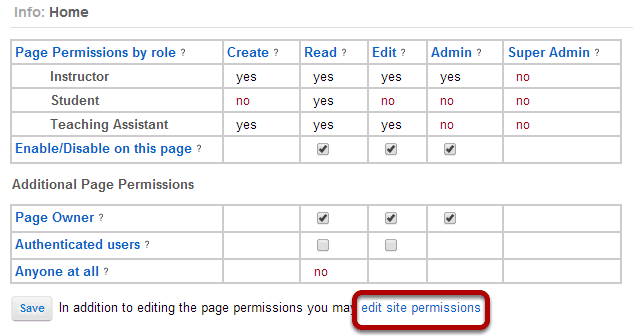 Info: Home
Page Permissions by role ? Create ? Read ? Edit ? Admin ? Super Admin ?
Instructor yes yes yes yes no
Student no yes no no no
Teaching Assistant yes yes yes no no
Enable/Disable on this page ?
Additional Page Permissions
Page Owner ?
Authenticated users ?
Anyone at all ? no
Save In addition to editing the page permissions you may edit site permissions